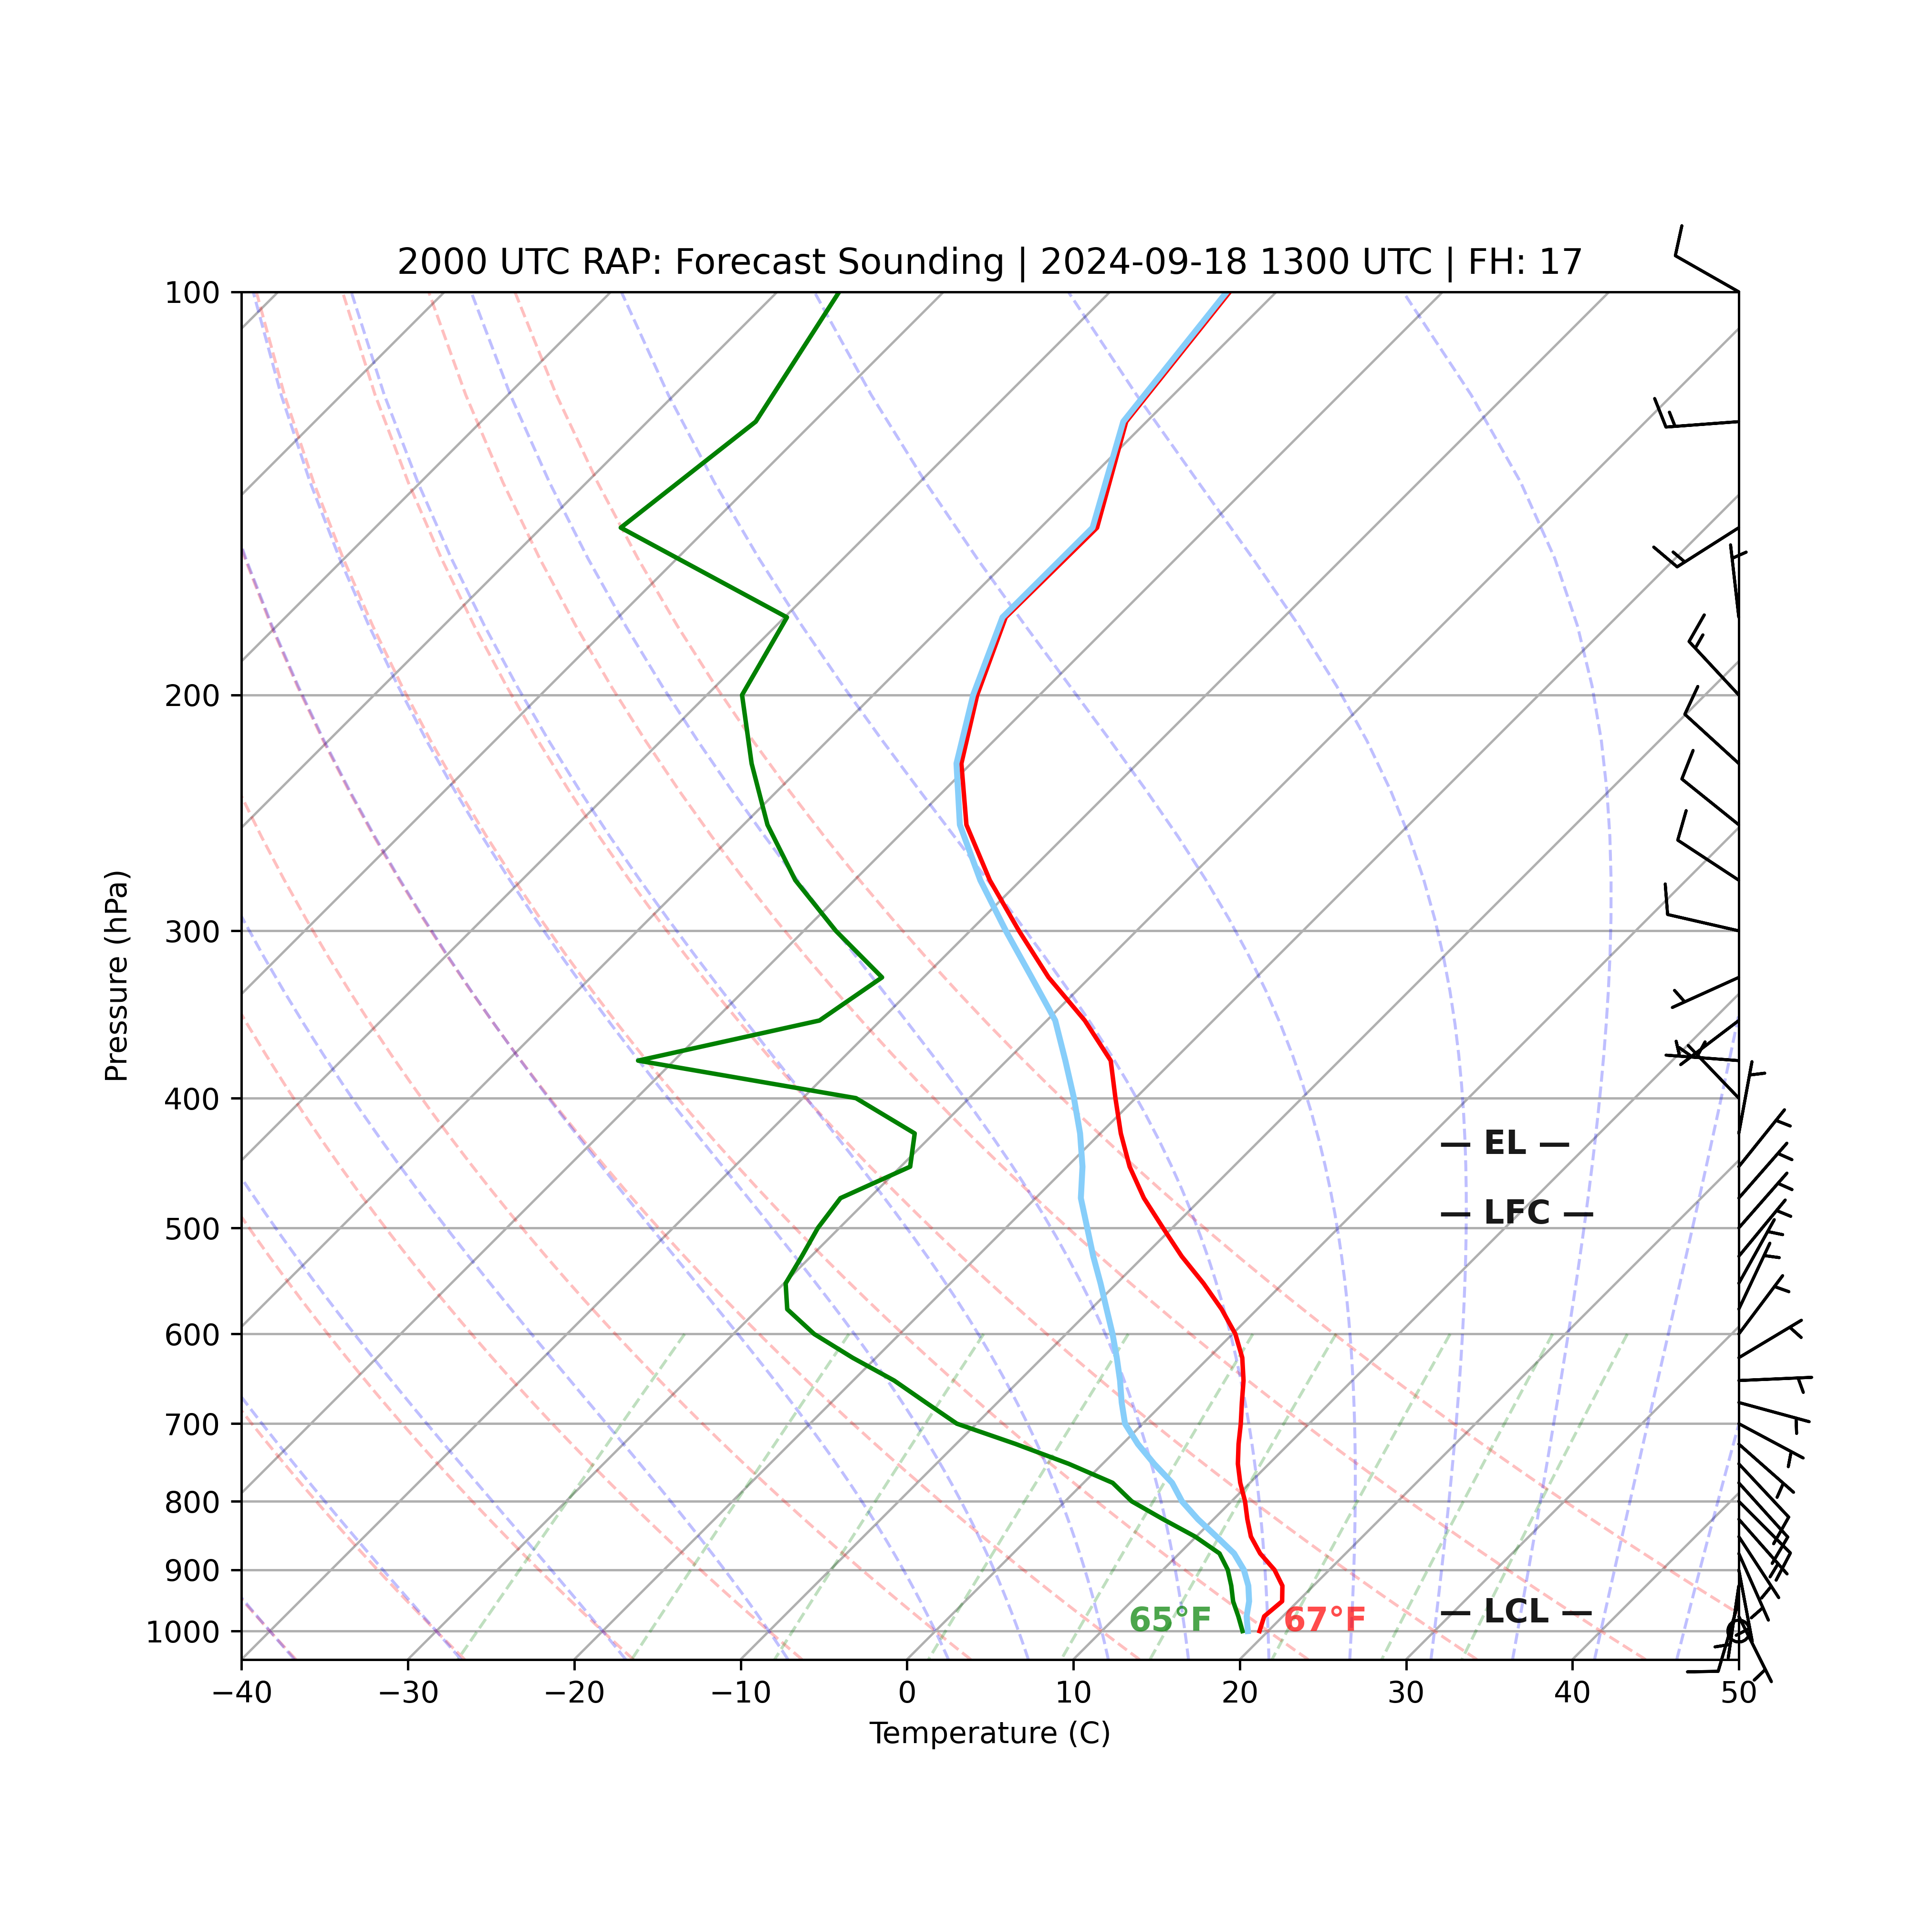 2000 UTC RAP: Forecast Sounding | 2024-09-18 1300 UTC | FH: 17
100
200
300
400
500
600
700
800
900
1000
Pressure (hPa)
— EL —
— LFC —
— LCL —
65°F
67°F
−40 −30 −20 −10 0 10 20 30 40 50
Temperature (C)